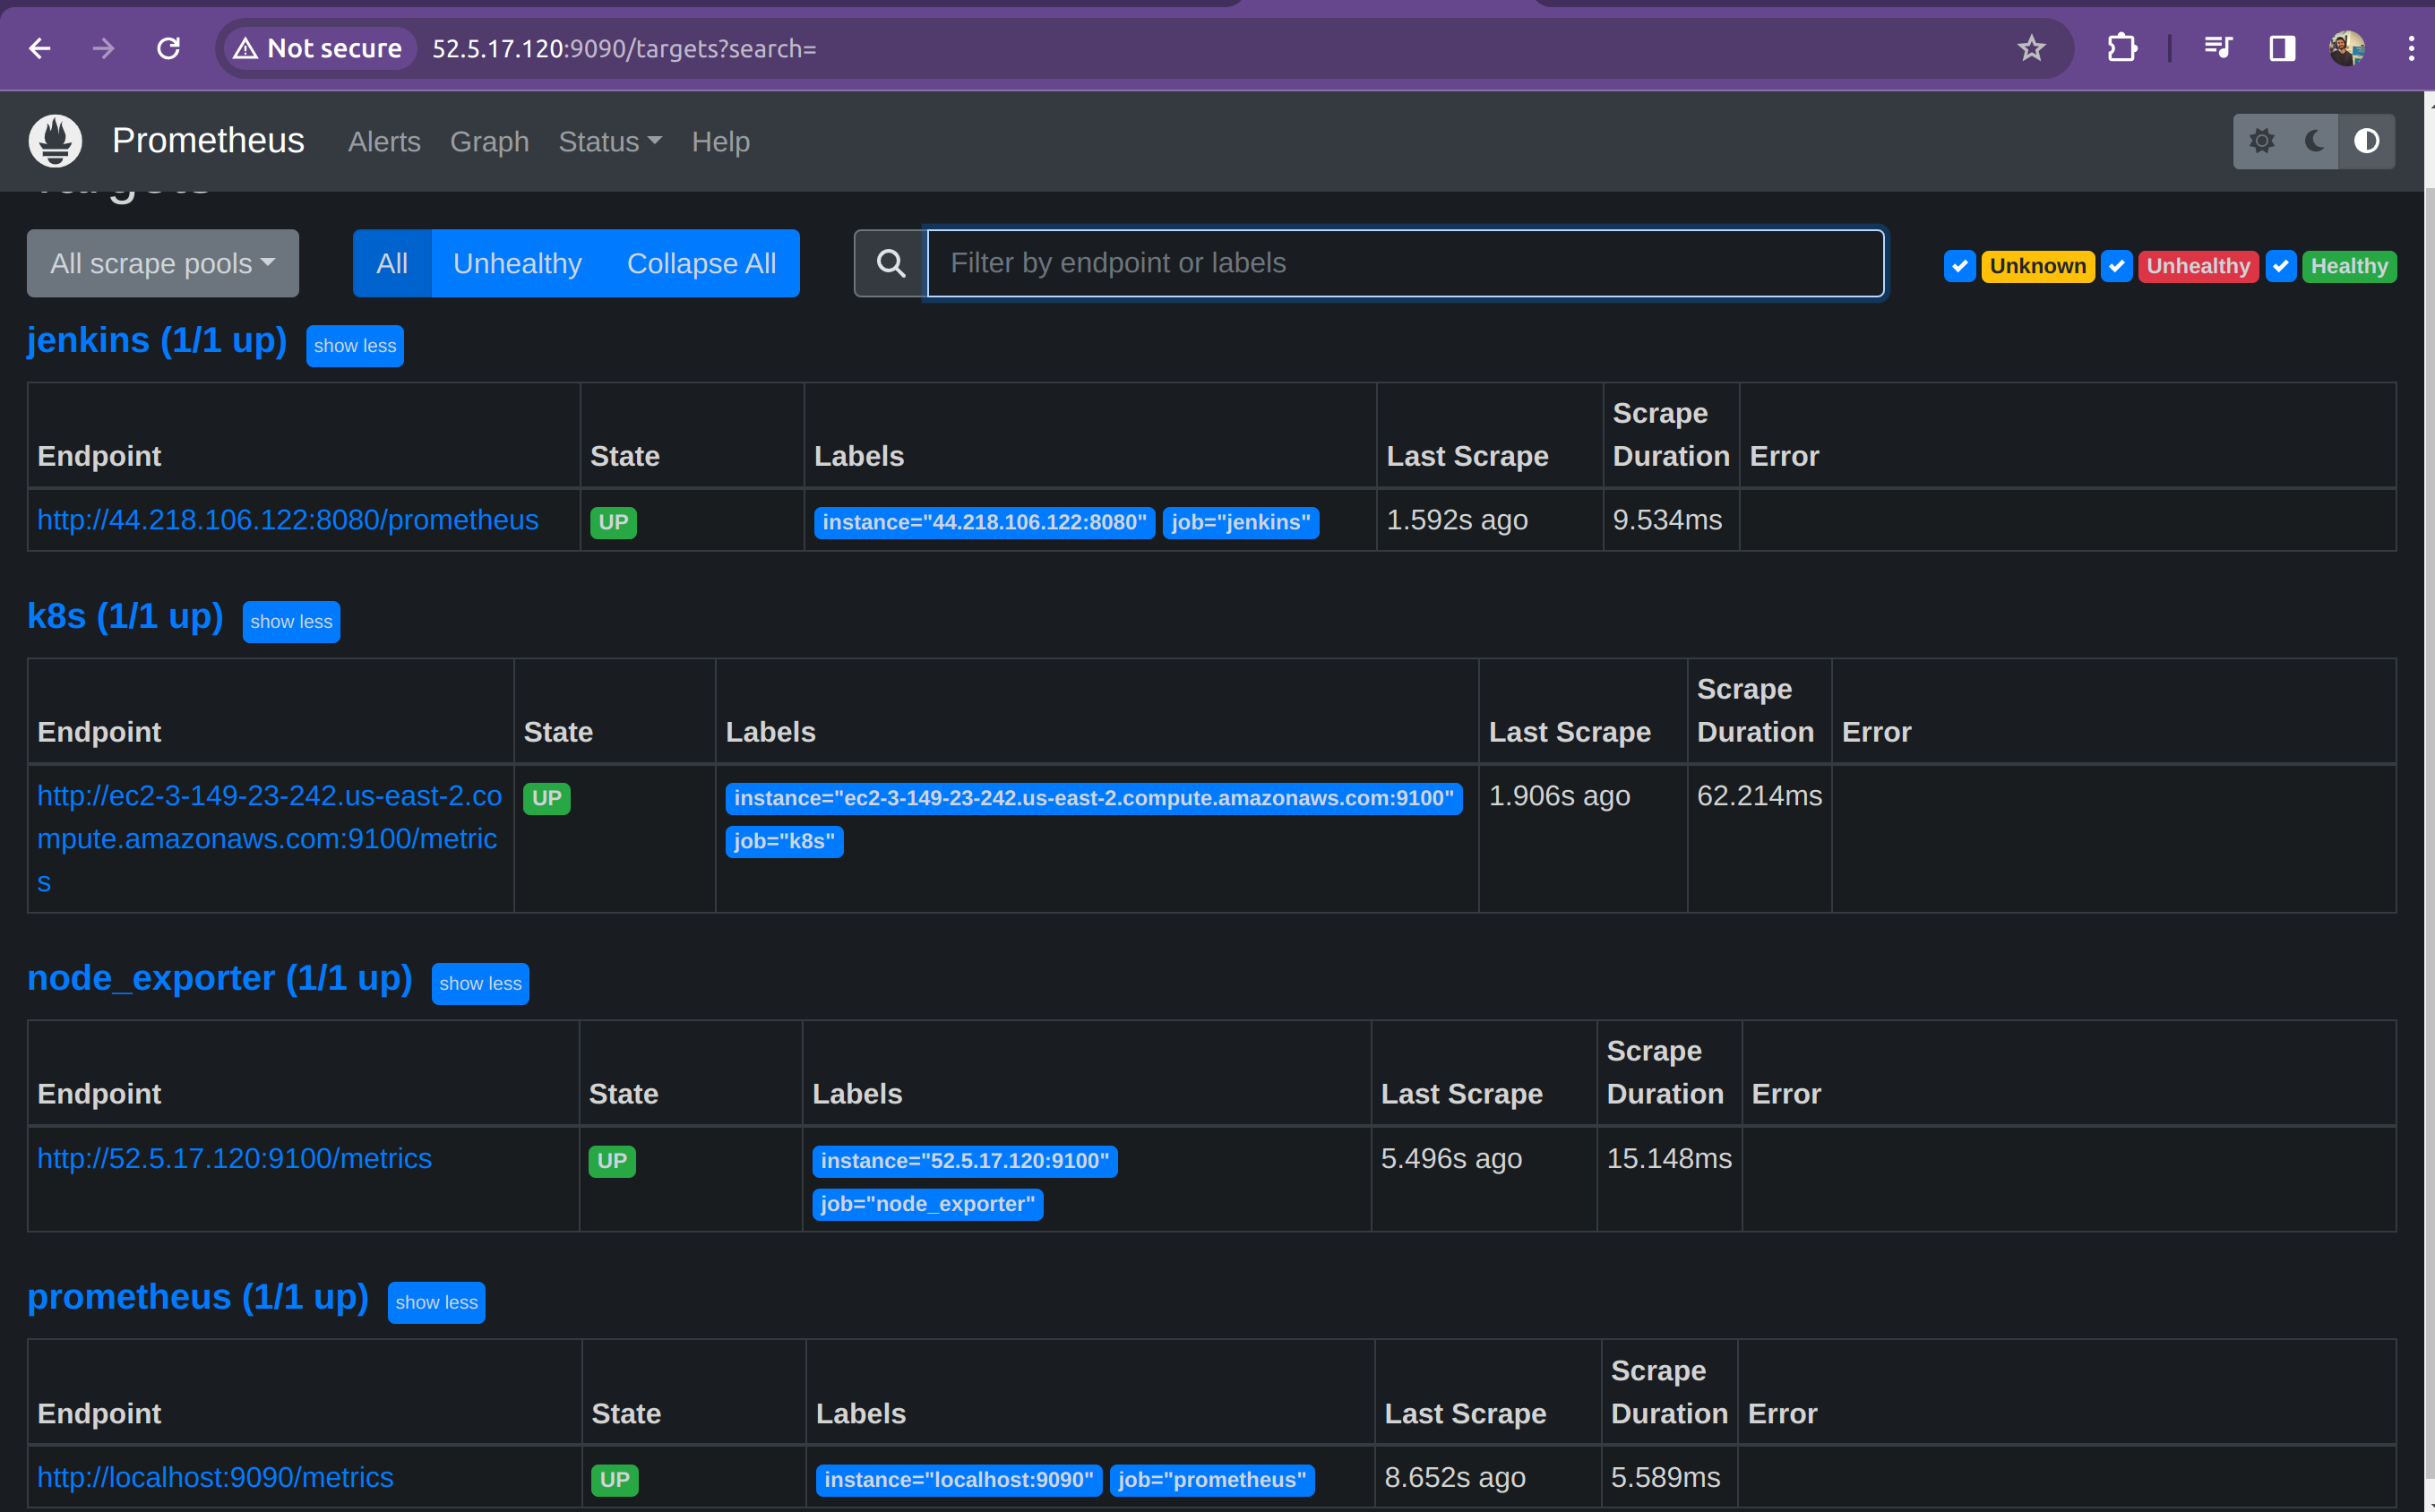 Not secure 52.5.17.120:9090/targets?search=
Prometheus Alerts Graph Status Help
Targets
All scrape pools All Unhealthy Collapse All Filter by endpoint or labels Unknown Unhealthy Healthy
jenkins (1/1 up) show less
Scrape
Endpoint State Labels Last Scrape Duration Error
http://44.218.106.122:8080/prometheus UP instance="44.218.106.122:8080" job="jenkins" 1.592s ago 9.534ms
k8s (1/1 up) show less
Scrape
Endpoint State Labels Last Scrape Duration Error
http://ec2-3-149-23-242.us-east-2.co UP instance="ec2-3-149-23-242.us-east-2.compute.amazonaws.com:9100" 1.906s ago 62.214ms
mpute.amazonaws.com:9100/metric job="k8s"
s
node_exporter (1/1 up) show less
Scrape
Endpoint State Labels Last Scrape Duration Error
http://52.5.17.120:9100/metrics UP instance="52.5.17.120:9100" 5.496s ago 15.148ms
job="node_exporter"
prometheus (1/1 up) show less
Scrape
Endpoint State Labels Last Scrape Duration Error
http://localhost:9090/metrics UP instance="localhost:9090" job="prometheus" 8.652s ago 5.589ms